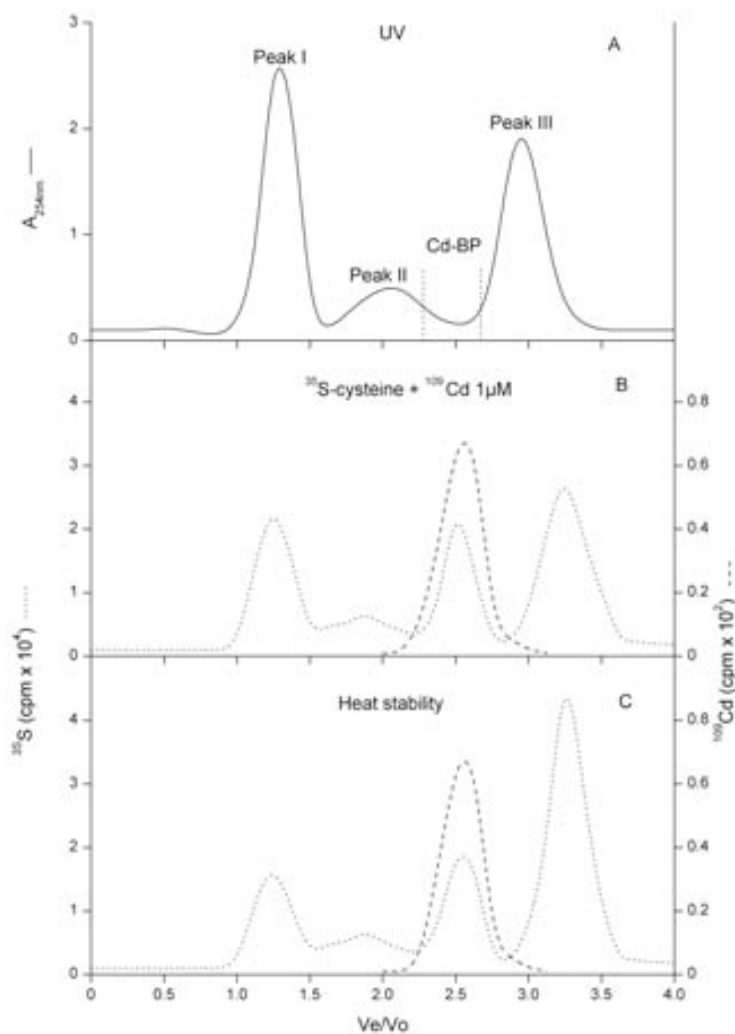 UV
A
Peak I
Peak III
Cd-BP
Peak II
A254nm
3
2
1
0
35S-cysteine + 109Cd 1µM
B
4
3
2
1
0
0.8
0.6
0.4
0.2
0
Heat stability
C
4
3
2
1
0
0.8
0.6
0.4
0.2
0
35S (cpm x 10^4)
109Cd (cpm x 10^2)
0 0.5 1.0 1.5 2.0 2.5 3.0 3.5 4.0
Ve/Vo